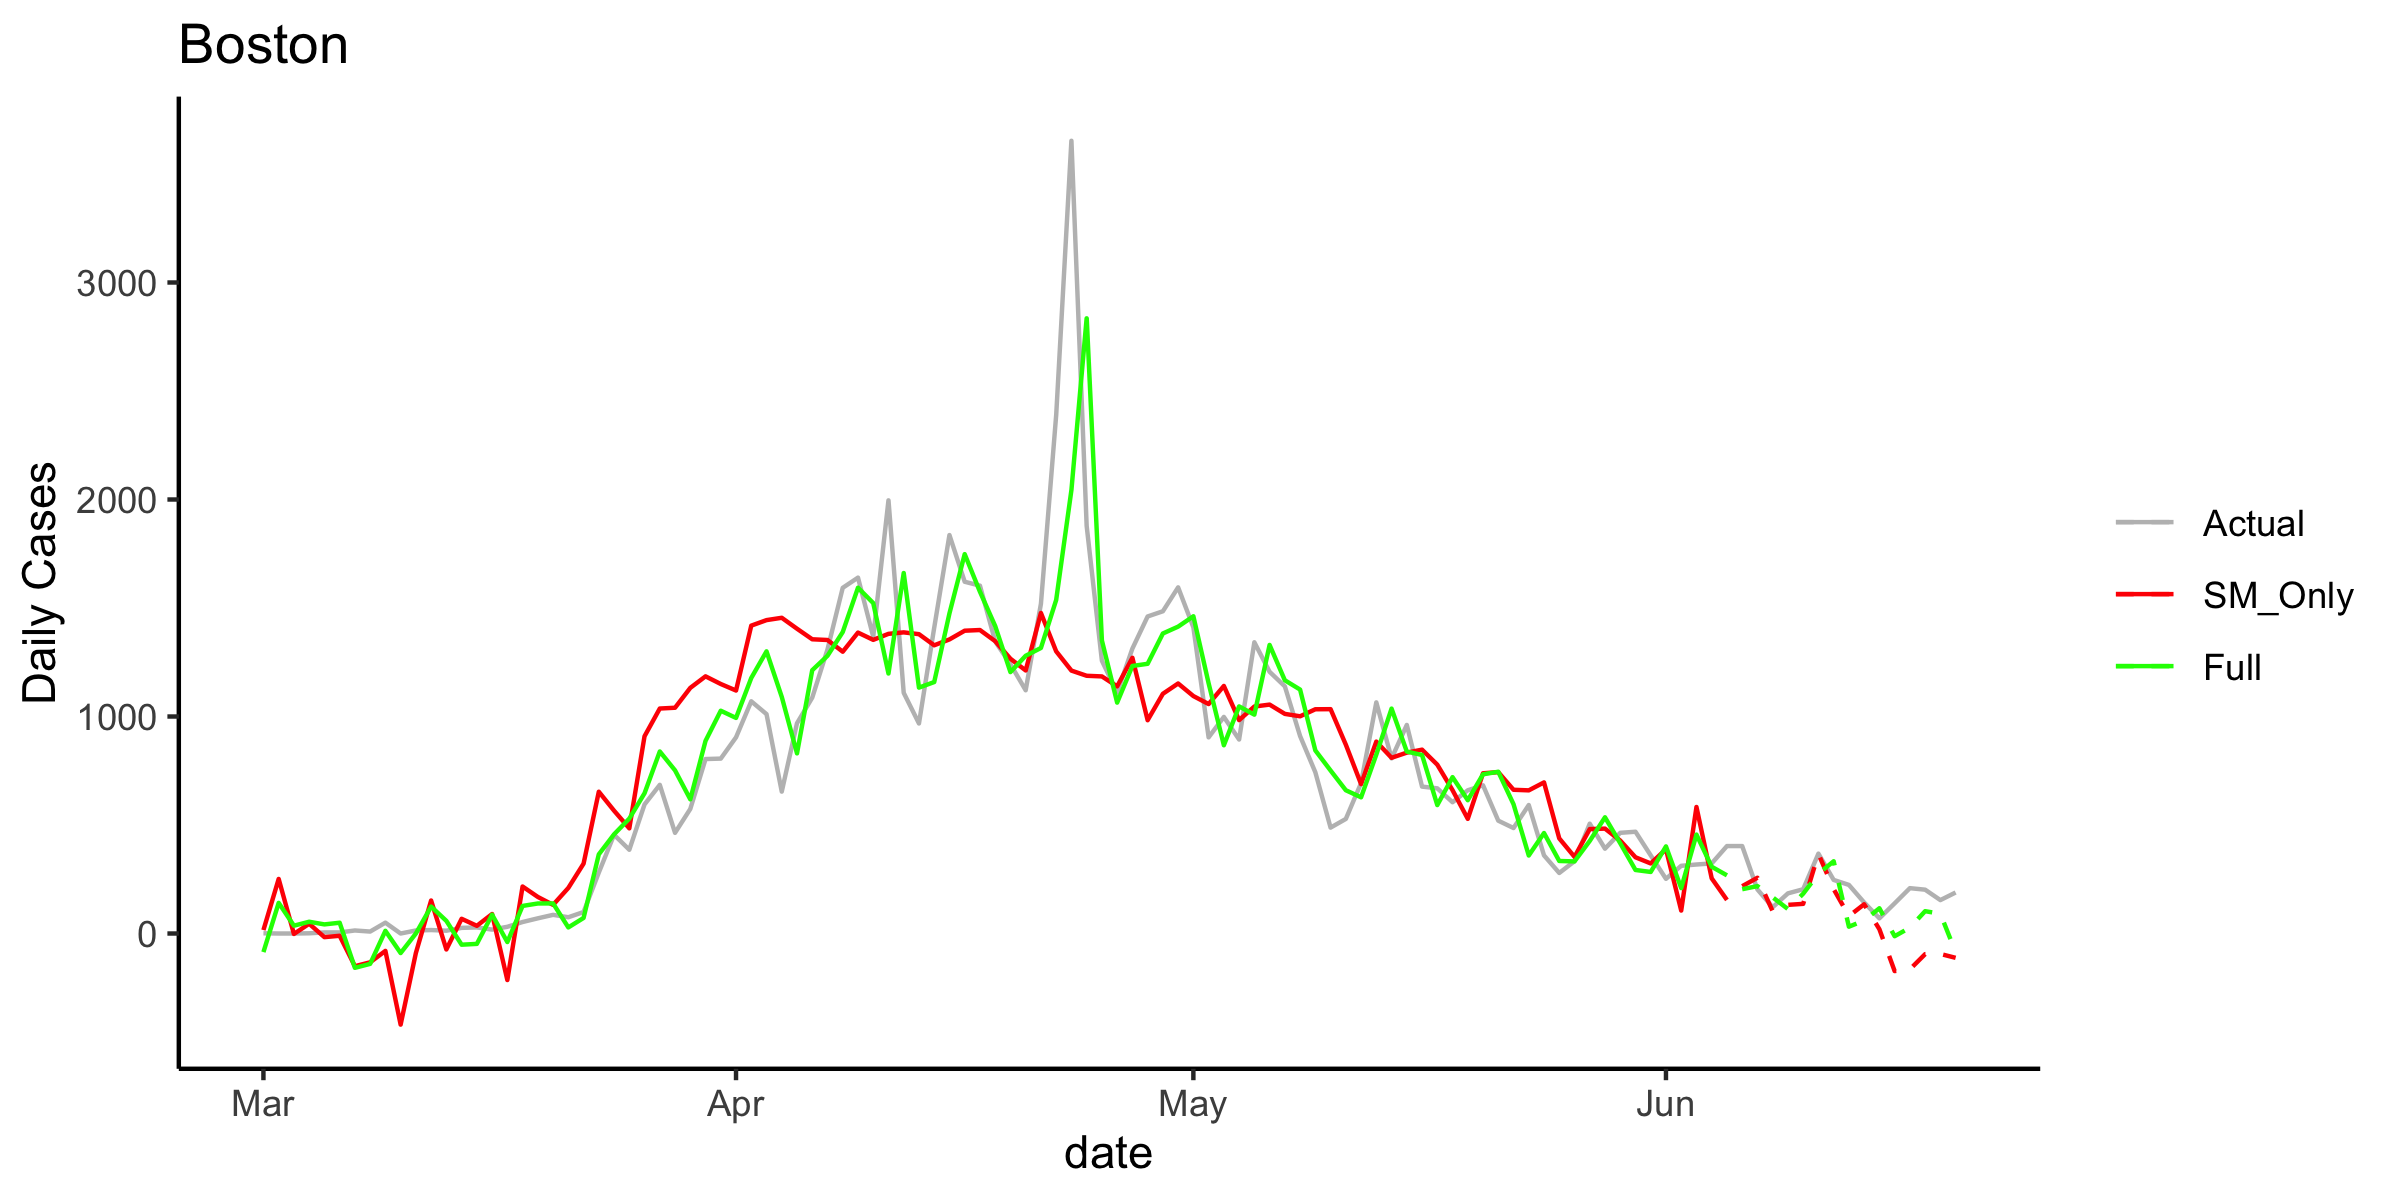 Boston
Daily Cases
3000
2000
1000
0
Mar
Apr
May
Jun
date
Actual
SM_Only
Full